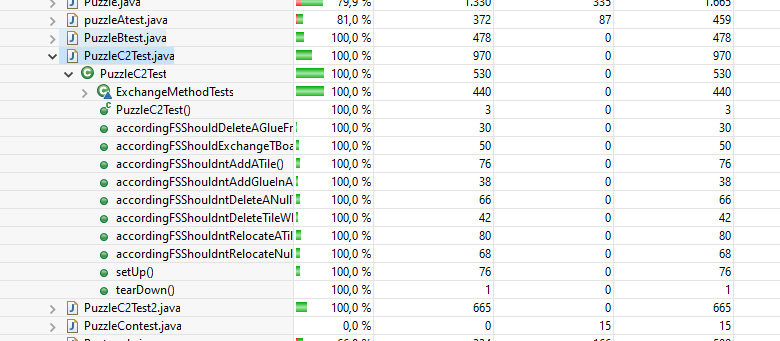 Puzzle.java 79,9 % 1.330 335 1.665
puzzleAtest.java 81,0 % 372 87 459
PuzzleBtest.java 100,0 % 478 0 478
PuzzleC2Test.java 100,0 % 970 0 970
PuzzleC2Test 100,0 % 530 0 530
ExchangeMethodTests 100,0 % 440 0 440
PuzzleC2Test() 100,0 % 3 0 3
accordingFSShouldDeleteAGlueFr 100,0 % 30 0 30
accordingFSShouldExchangeTBoa 100,0 % 50 0 50
accordingFSShouldntAddATile() 100,0 % 76 0 76
accordingFSShouldntAddGlueInA 100,0 % 38 0 38
accordingFSShouldntDeleteANull 100,0 % 66 0 66
accordingFSShouldntDeleteTileWl 100,0 % 42 0 42
accordingFSShouldntRelocateATil 100,0 % 80 0 80
accordingFSShouldntRelocateNul 100,0 % 68 0 68
setUp() 100,0 % 76 0 76
tearDown() 100,0 % 1 0 1
PuzzleC2Test2.java 100,0 % 665 0 665
PuzzleContest.java 0,0 % 0 15 15